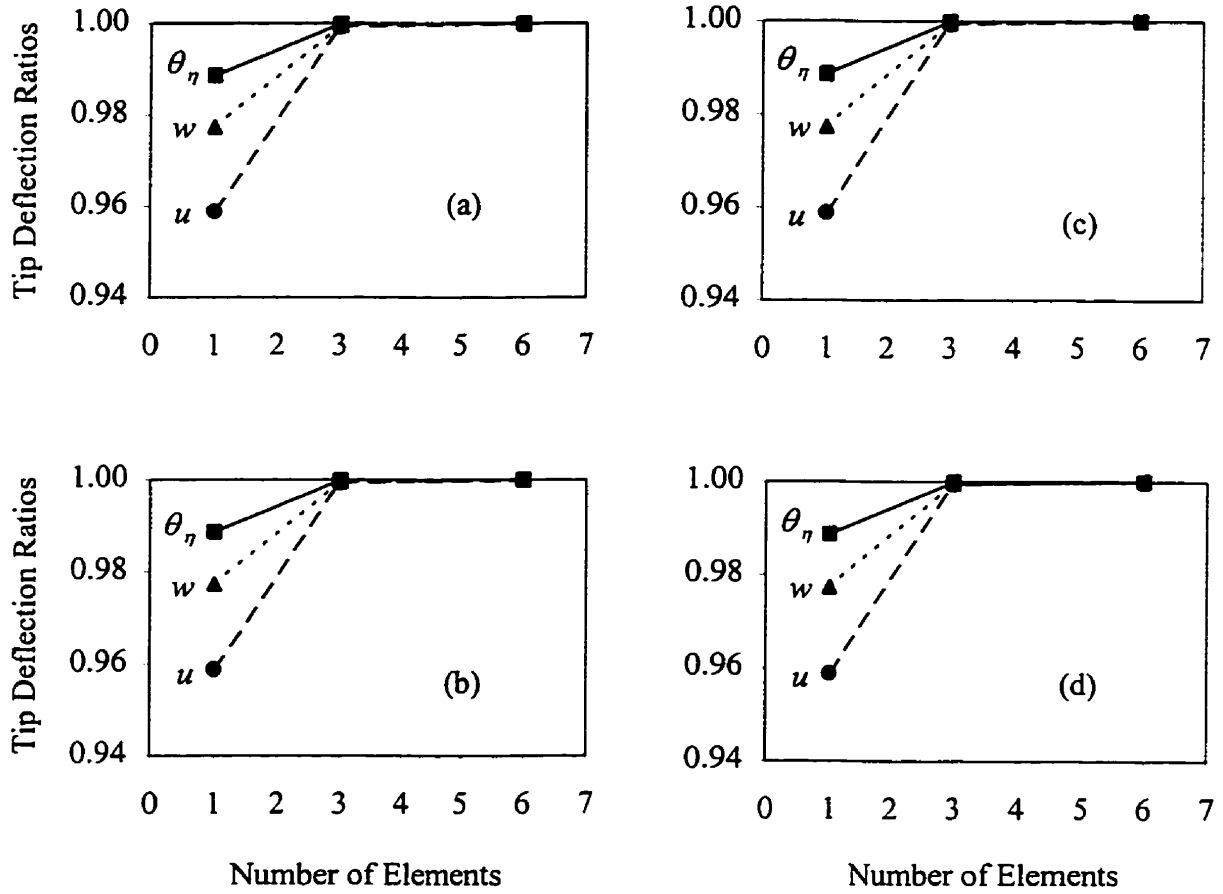 Tip Deflection Ratios
1.00
0.98
0.96
0.94
θη
w
u
(a)
0 1 2 3 4 5 6 7
1.00
0.98
0.96
0.94
θη
w
u
(c)
0 1 2 3 4 5 6 7
Tip Deflection Ratios
1.00
0.98
0.96
0.94
θη
w
u
(b)
0 1 2 3 4 5 6 7
Number of Elements
1.00
0.98
0.96
0.94
θη
w
u
(d)
0 1 2 3 4 5 6 7
Number of Elements